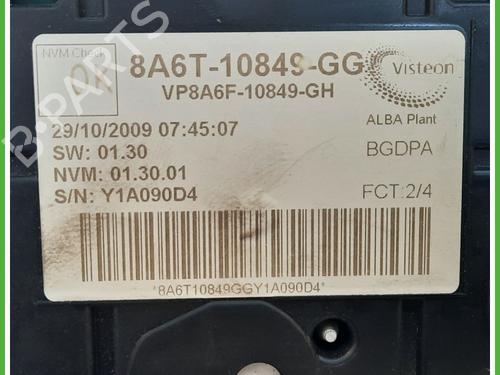 NVM Check
OK
8A6T-10849-GG
VP8A6F-10849-GH
Visteon
ALBA Plant
29/10/2009 07:45:07
SW: 01.30
BGDPA
NVM: 01.30.01
S/N: Y1A090D4
FCT:2/4
*8A6T10849GGY1A090D4*